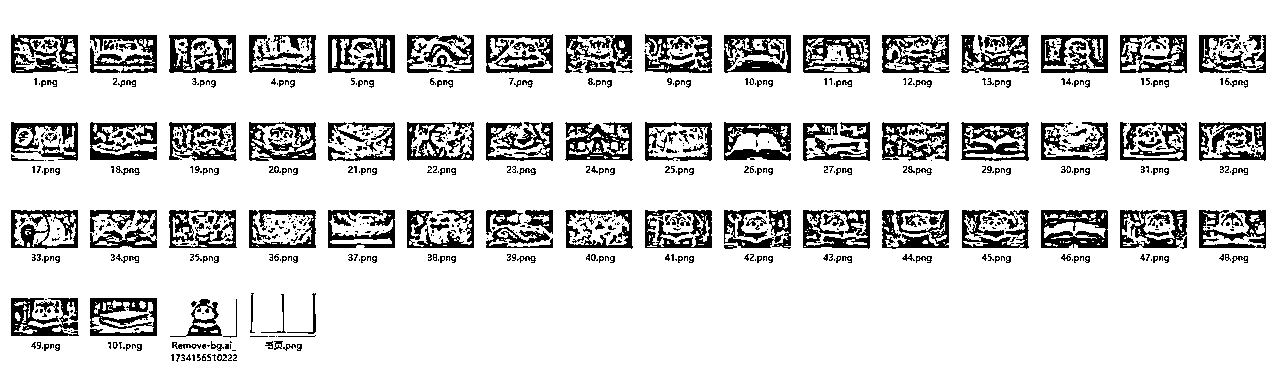 1.png 2.png 3.png 4.png 5.png 6.png 7.png 8.png 9.png 10.png 11.png 12.png 13.png 14.png 15.png 16.png
17.png 18.png 19.png 20.png 21.png 22.png 23.png 24.png 25.png 26.png 27.png 28.png 29.png 30.png 31.png 32.png
33.png 34.png 35.png 36.png 37.png 38.png 39.png 40.png 41.png 42.png 43.png 44.png 45.png 46.png 47.png 48.png
49.png 101.png Remove-bg.ai_ 书页.png
1734156510222